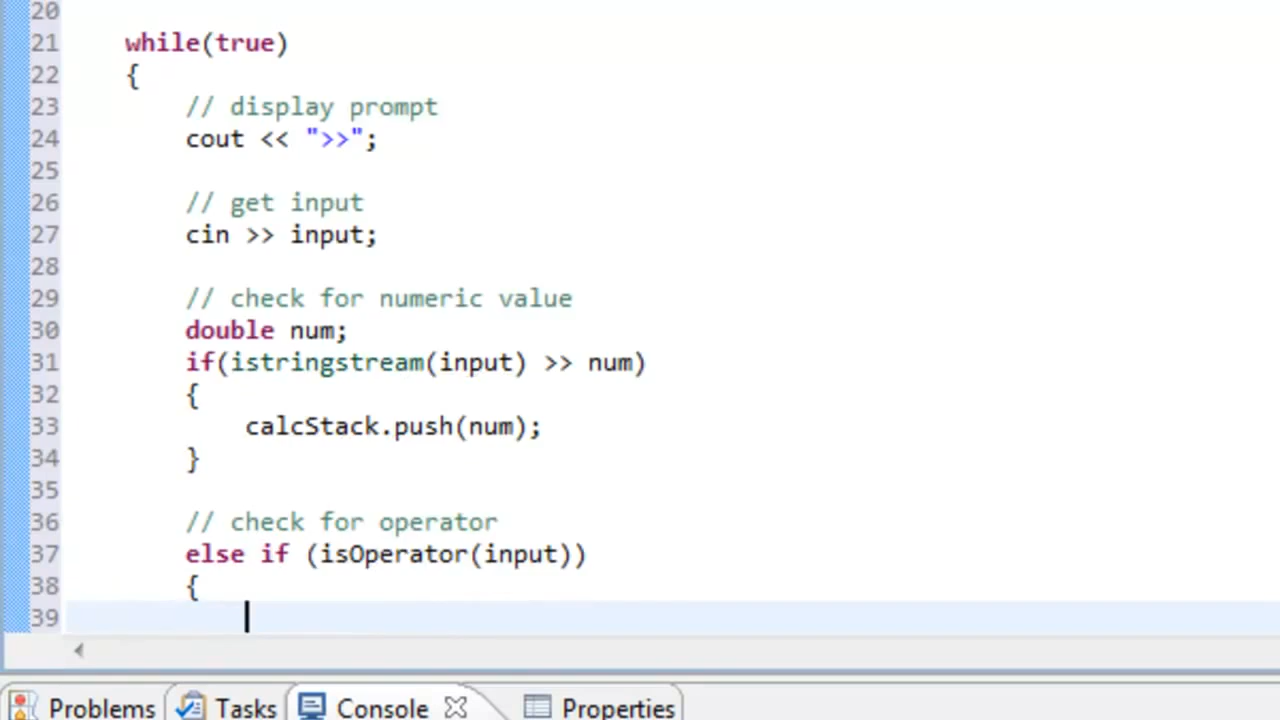 20
21 while(true)
22 {
23 // display prompt
24 cout << ">>";
25
26 // get input
27 cin >> input;
28
29 // check for numeric value
30 double num;
31 if(istringstream(input) >> num)
32 {
33 calcStack.push(num);
34 }
35
36 // check for operator
37 else if (isOperator(input))
38 {
39
Problems Tasks Console Properties